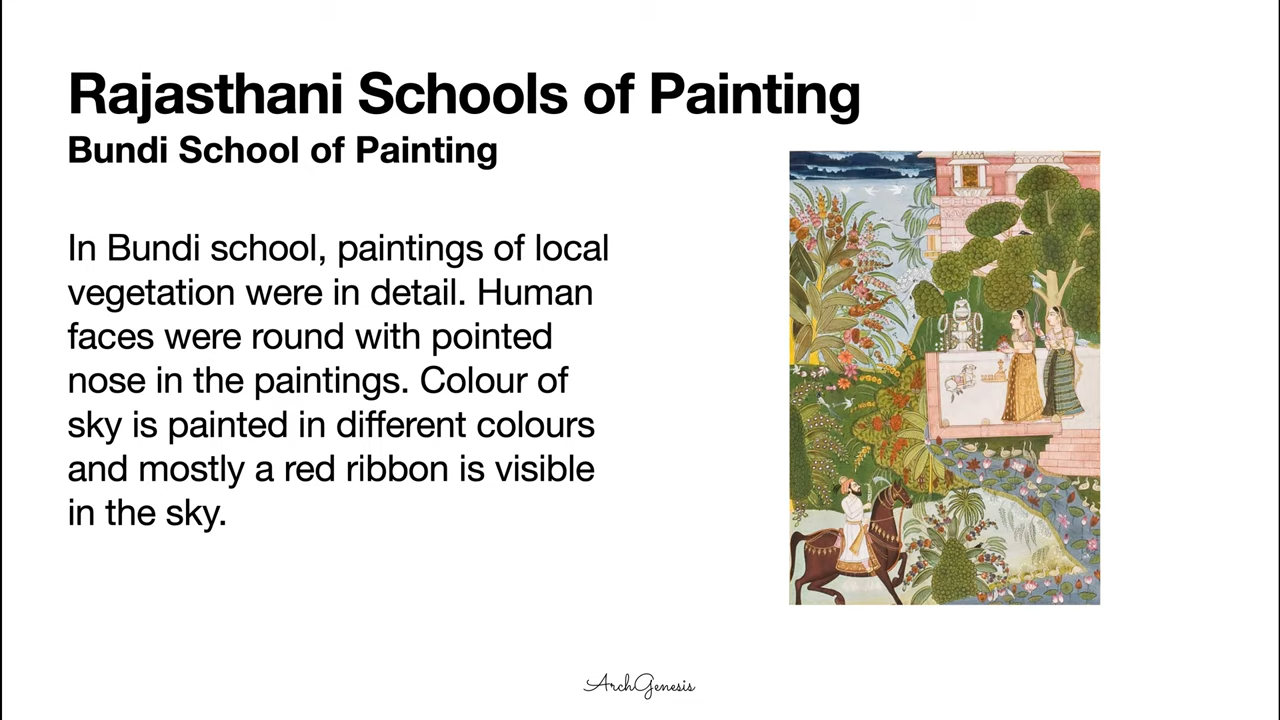 Rajasthani Schools of Painting
Bundi School of Painting
In Bundi school, paintings of local
vegetation were in detail. Human
faces were round with pointed
nose in the paintings. Colour of
sky is painted in different colours
and mostly a red ribbon is visible
in the sky.
ArchGenesis